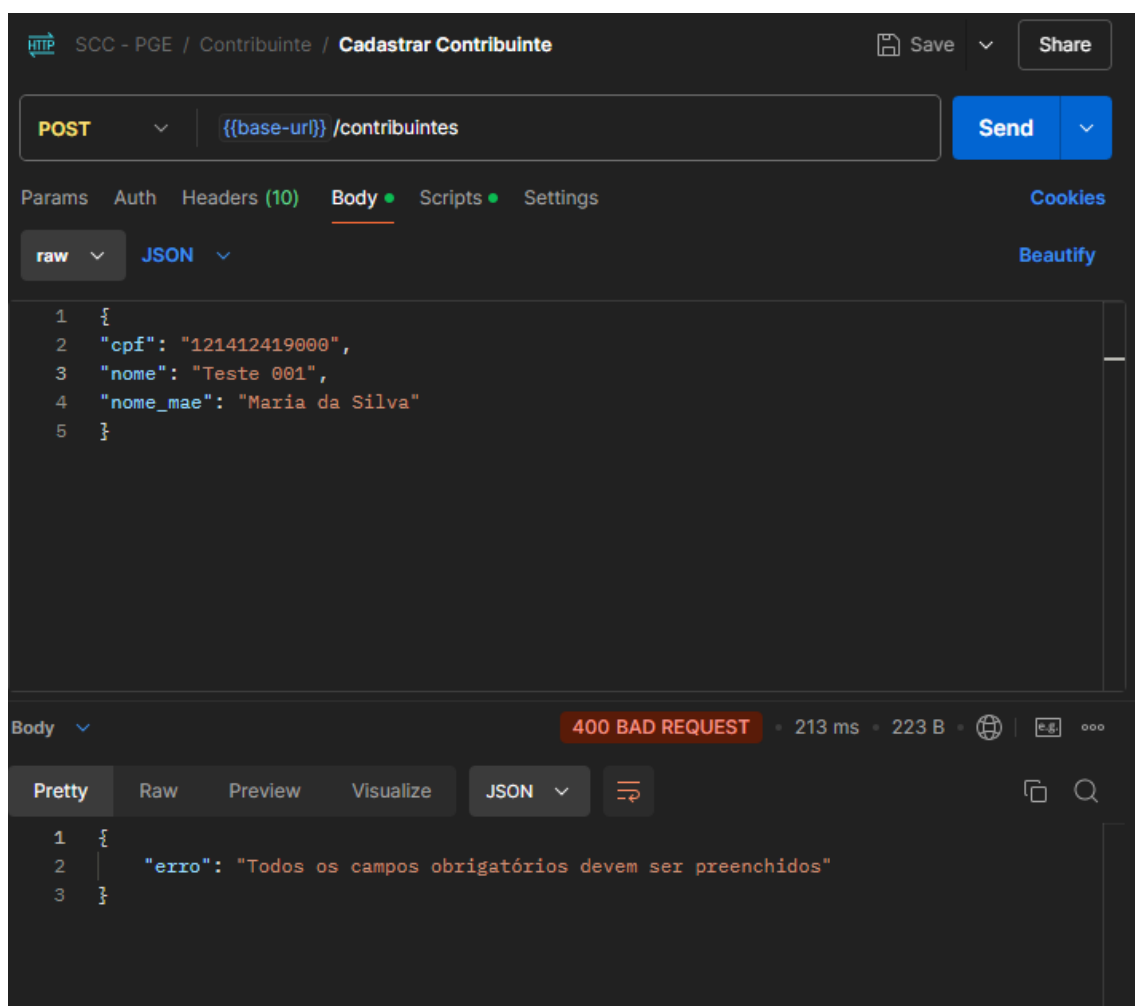 HTTP SCC - PGE / Contribuinte / Cadastrar Contribuinte Save Share
POST {{base-url}} /contribuintes Send
Params Auth Headers (10) Body Scripts Settings Cookies
raw JSON Beautify
1 {
2 "cpf": "121412419000",
3 "nome": "Teste 001",
4 "nome_mae": "Maria da Silva"
5 }
Body 400 BAD REQUEST 213 ms 223 B e.g.
Pretty Raw Preview Visualize JSON
1 {
2 "erro": "Todos os campos obrigatórios devem ser preenchidos"
3 }